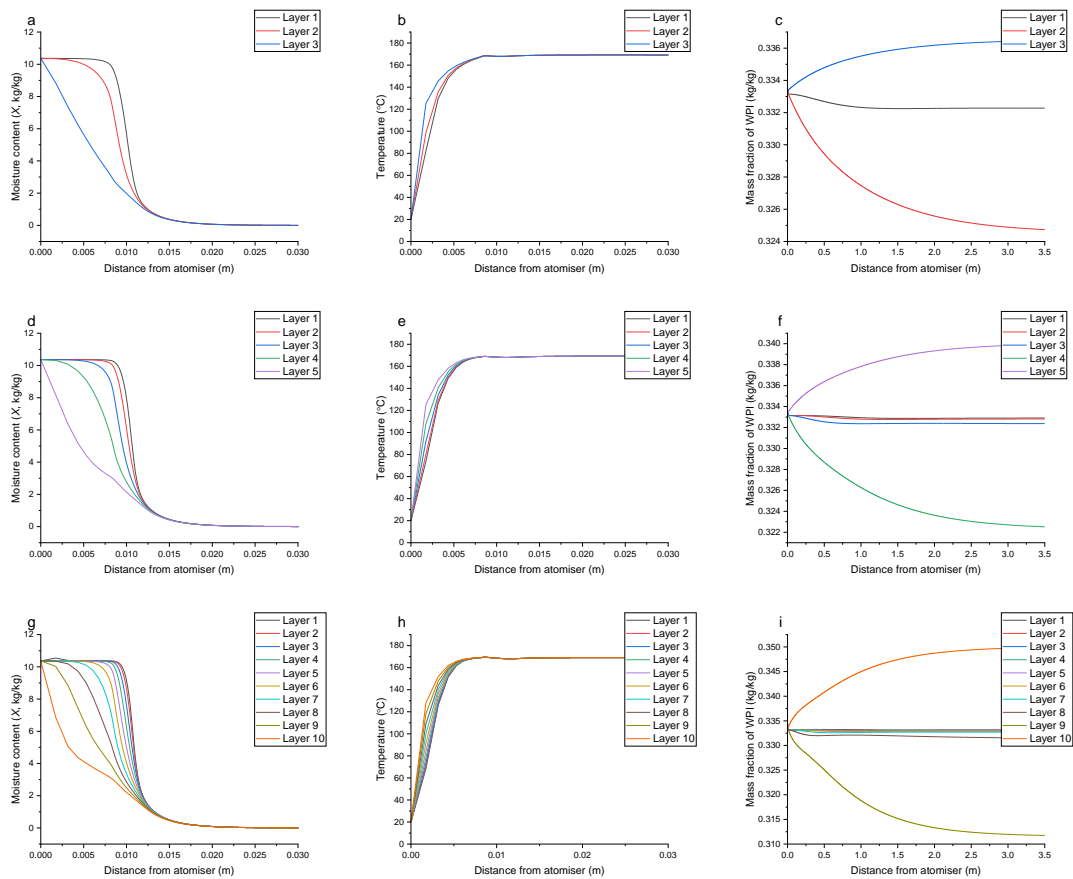 a
Layer 1
Layer 2
Layer 3
12
10
8
6
4
2
0
Moisture content (X, kg/kg)
0.000 0.005 0.010 0.015 0.020 0.025 0.030
Distance from atomiser (m)
b
Layer 1
Layer 2
Layer 3
180
160
140
120
100
80
60
40
20
0
Temperature (°C)
0.000 0.005 0.010 0.015 0.020 0.025 0.030
Distance from atomiser (m)
c
Layer 1
Layer 2
Layer 3
0.336
0.334
0.332
0.330
0.328
0.326
0.324
Mass fraction of WPI (kg/kg)
0.0 0.5 1.0 1.5 2.0 2.5 3.0 3.5
Distance from atomiser (m)
d
Layer 1
Layer 2
Layer 3
Layer 4
Layer 5
12
10
8
6
4
2
0
Moisture content (X, kg/kg)
0.000 0.005 0.010 0.015 0.020 0.025 0.030
Distance from atomiser (m)
e
Layer 1
Layer 2
Layer 3
Layer 4
Layer 5
180
160
140
120
100
80
60
40
20
0
Temperature (°C)
0.000 0.005 0.010 0.015 0.020 0.025 0.030
Distance from atomiser (m)
f
Layer 1
Layer 2
Layer 3
Layer 4
Layer 5
0.340
0.338
0.336
0.334
0.332
0.330
0.328
0.326
0.324
0.322
Mass fraction of WPI (kg/kg)
0.0 0.5 1.0 1.5 2.0 2.5 3.0 3.5
Distance from atomiser (m)
g
Layer 1
Layer 2
Layer 3
Layer 4
Layer 5
Layer 6
Layer 7
Layer 8
Layer 9
Layer 10
12
10
8
6
4
2
0
Moisture content (X, kg/kg)
0.000 0.005 0.010 0.015 0.020 0.025 0.030
Distance from atomiser (m)
h
Layer 1
Layer 2
Layer 3
Layer 4
Layer 5
Layer 6
Layer 7
Layer 8
Layer 9
Layer 10
180
160
140
120
100
80
60
40
20
0
Temperature (°C)
0.00 0.01 0.02 0.03
Distance from atomiser (m)
i
Layer 1
Layer 2
Layer 3
Layer 4
Layer 5
Layer 6
Layer 7
Layer 8
Layer 9
Layer 10
0.350
0.345
0.340
0.335
0.330
0.325
0.320
0.315
0.310
Mass fraction of WPI (kg/kg)
0.0 0.5 1.0 1.5 2.0 2.5 3.0 3.5
Distance from atomiser (m)